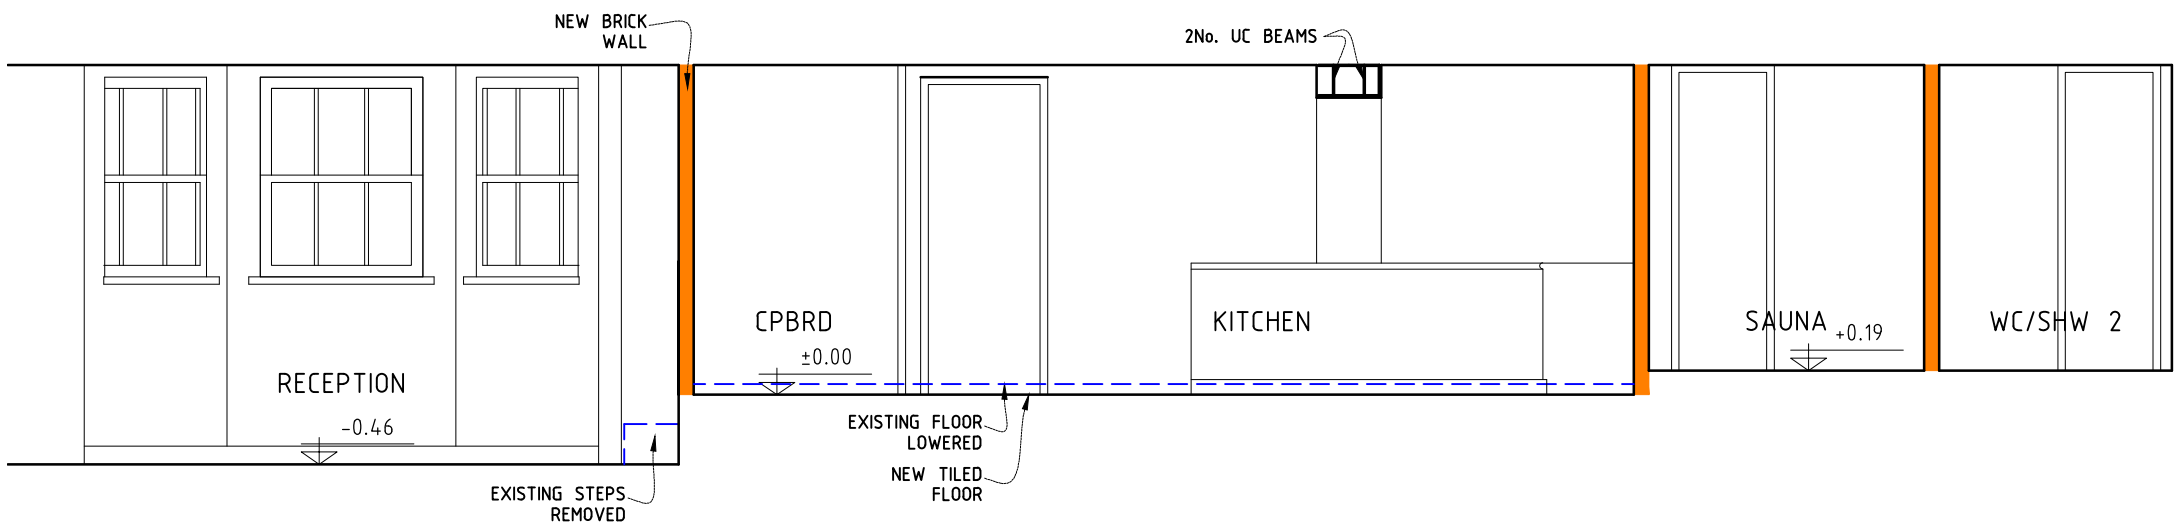 NEW BRICK
WALL
2No. UC BEAMS
CPBRD
KITCHEN
SAUNA
+0.19
WC/SHW 2
±0.00
RECEPTION
-0.46
EXISTING FLOOR
LOWERED
NEW TILED
FLOOR
EXISTING STEPS
REMOVED